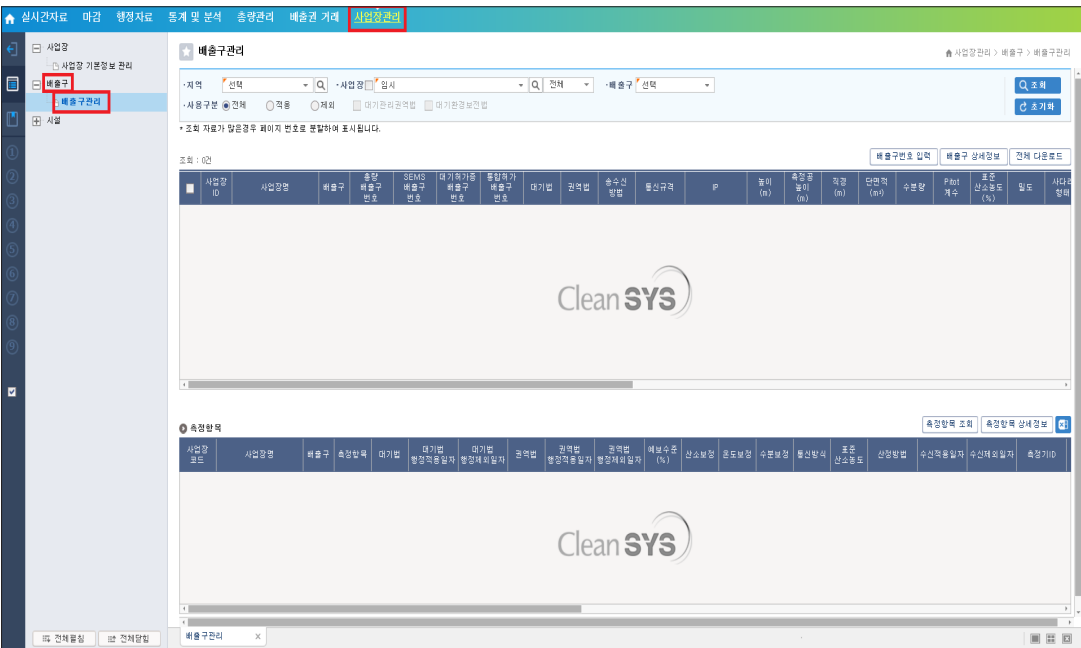 실시간자료 마감 행정자료 통계 및 분석 총량관리 배출권 거래 사업장관리
사업장
사업장 기본정보 관리
배출구
배출구관리
시설
① ② ③ ④ ⑤ ⑥ ⑦ ⑧ ⑨
배출구관리
사업장관리 > 배출구 > 배출구관리
·지역 선택 ·사업장 임시 전체 ·배출구 선택 조회
·사용구분 전체 적용 제외 대기관리권역법 대기환경보전법 초기화
* 조회 자료가 많은경우 페이지 번호로 분할하여 표시됩니다.
조회 : 0건
배출구번호 입력 배출구 상세정보 전체 다운로드
사업장 ID 사업장명 배출구 총량 배출구 번호 SEMS 배출구 번호 대기허가증 배출구 번호 통합허가 배출구 번호 대기법 권역법 송수신 방법 통신규격 IP 높이 (m) 측정공 높이 (m) 직경 (m) 단면적 (m²) 수분량 Pitot 계수 표준 산소농도 (%) 밀도 사다리 형태
Clean SYS
측정항목
측정항목 조회 측정항목 상세정보
사업장 코드 사업장명 배출구 측정항목 대기법 대기법 행정적용일자 대기법 행정제외일자 권역법 권역법 행정적용일자 권역법 행정제외일자 예보수준 (%) 산소보정 온도보정 수분보정 통신방식 표준 산소농도 산정방법 수신적용일자 수신제외일자 측정기ID
Clean SYS
전체펼침 전체닫힘
배출구관리 x